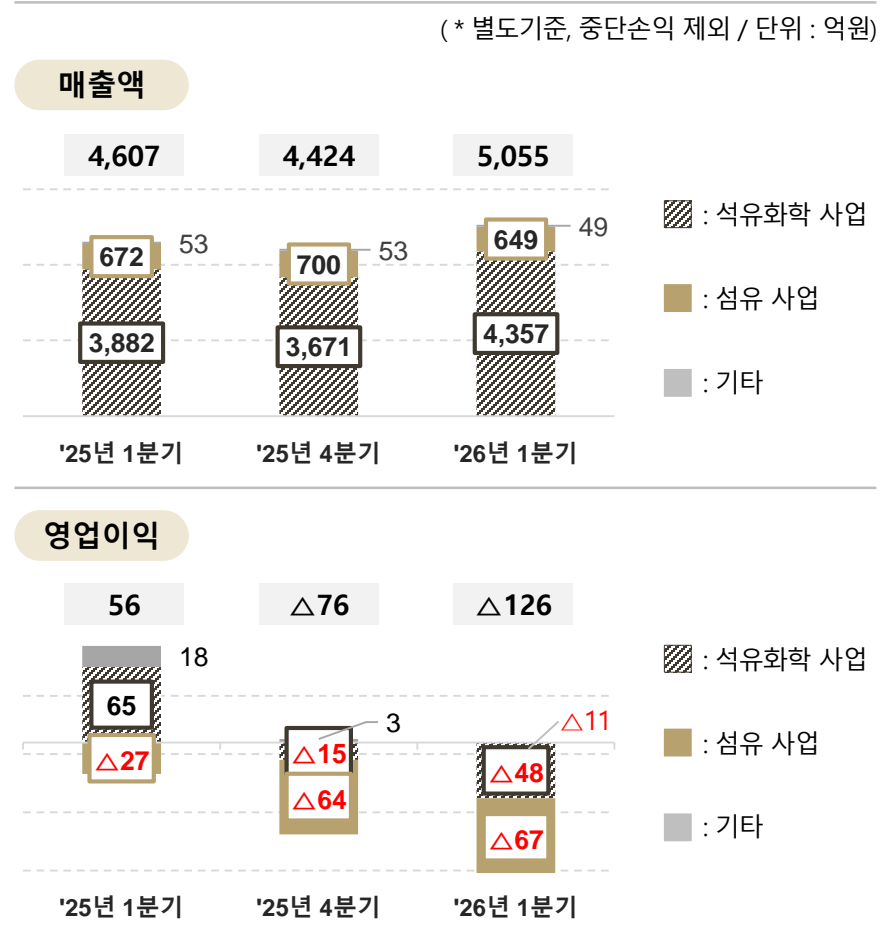 ( * 별도기준, 중단손익 제외 / 단위 : 억원)
매출액
4,607 4,424 5,055
672 53 700 53 649 49
3,882 3,671 4,357
: 석유화학 사업
: 섬유 사업
: 기타
'25년 1분기 '25년 4분기 '26년 1분기
영업이익
56 △76 △126
18
65 3 △11
△27 △15 △48
△64 △67
: 석유화학 사업
: 섬유 사업
: 기타
'25년 1분기 '25년 4분기 '26년 1분기